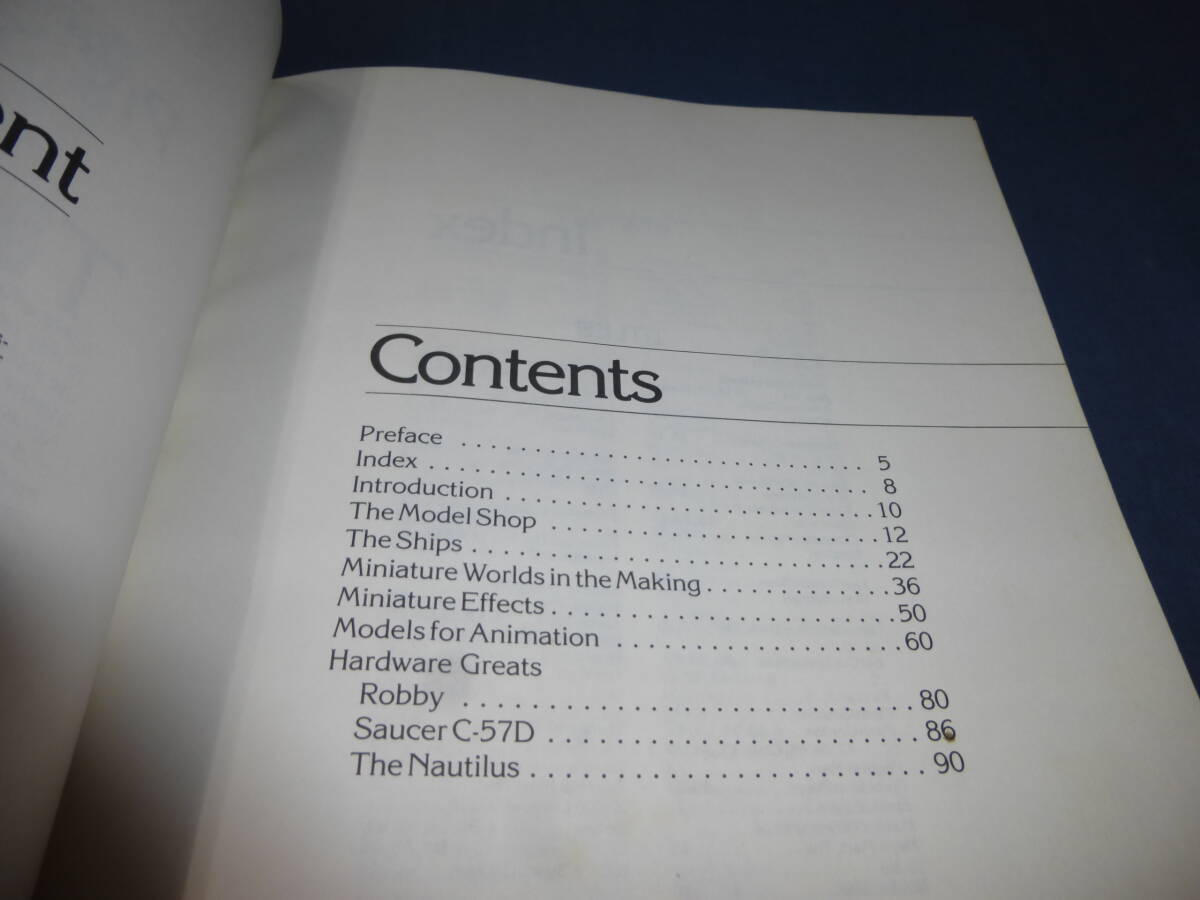 ent
Contents
Preface . . . . . . . . . . . . . . . . . . . . . . . . . . 5
Index . . . . . . . . . . . . . . . . . . . . . . . . . . . . 8
Introduction . . . . . . . . . . . . . . . . . . . . . . . . 10
The Model Shop . . . . . . . . . . . . . . . . . . . . . 12
The Ships . . . . . . . . . . . . . . . . . . . . . . . . . . 22
Miniature Worlds in the Making . . . . . . . . . . . . 36
Miniature Effects . . . . . . . . . . . . . . . . . . . . . . 50
Models for Animation . . . . . . . . . . . . . . . . . . . 60
Hardware Greats
Robby . . . . . . . . . . . . . . . . . . . . . . . . . . . . 80
Saucer C-57D . . . . . . . . . . . . . . . . . . . . . . . 86
The Nautilus . . . . . . . . . . . . . . . . . . . . . . . . 90